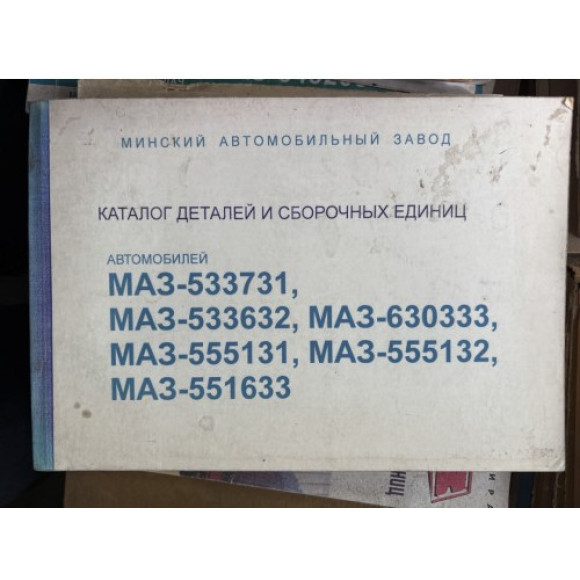 МИНСКИЙ АВТОМОБИЛЬНЫЙ ЗАВОД
КАТАЛОГ ДЕТАЛЕЙ И СБОРОЧНЫХ ЕДИНИЦ
АВТОМОБИЛЕЙ
МАЗ-533731,
МАЗ-533632, МАЗ-630333,
МАЗ-555131, МАЗ-555132,
МАЗ-551633